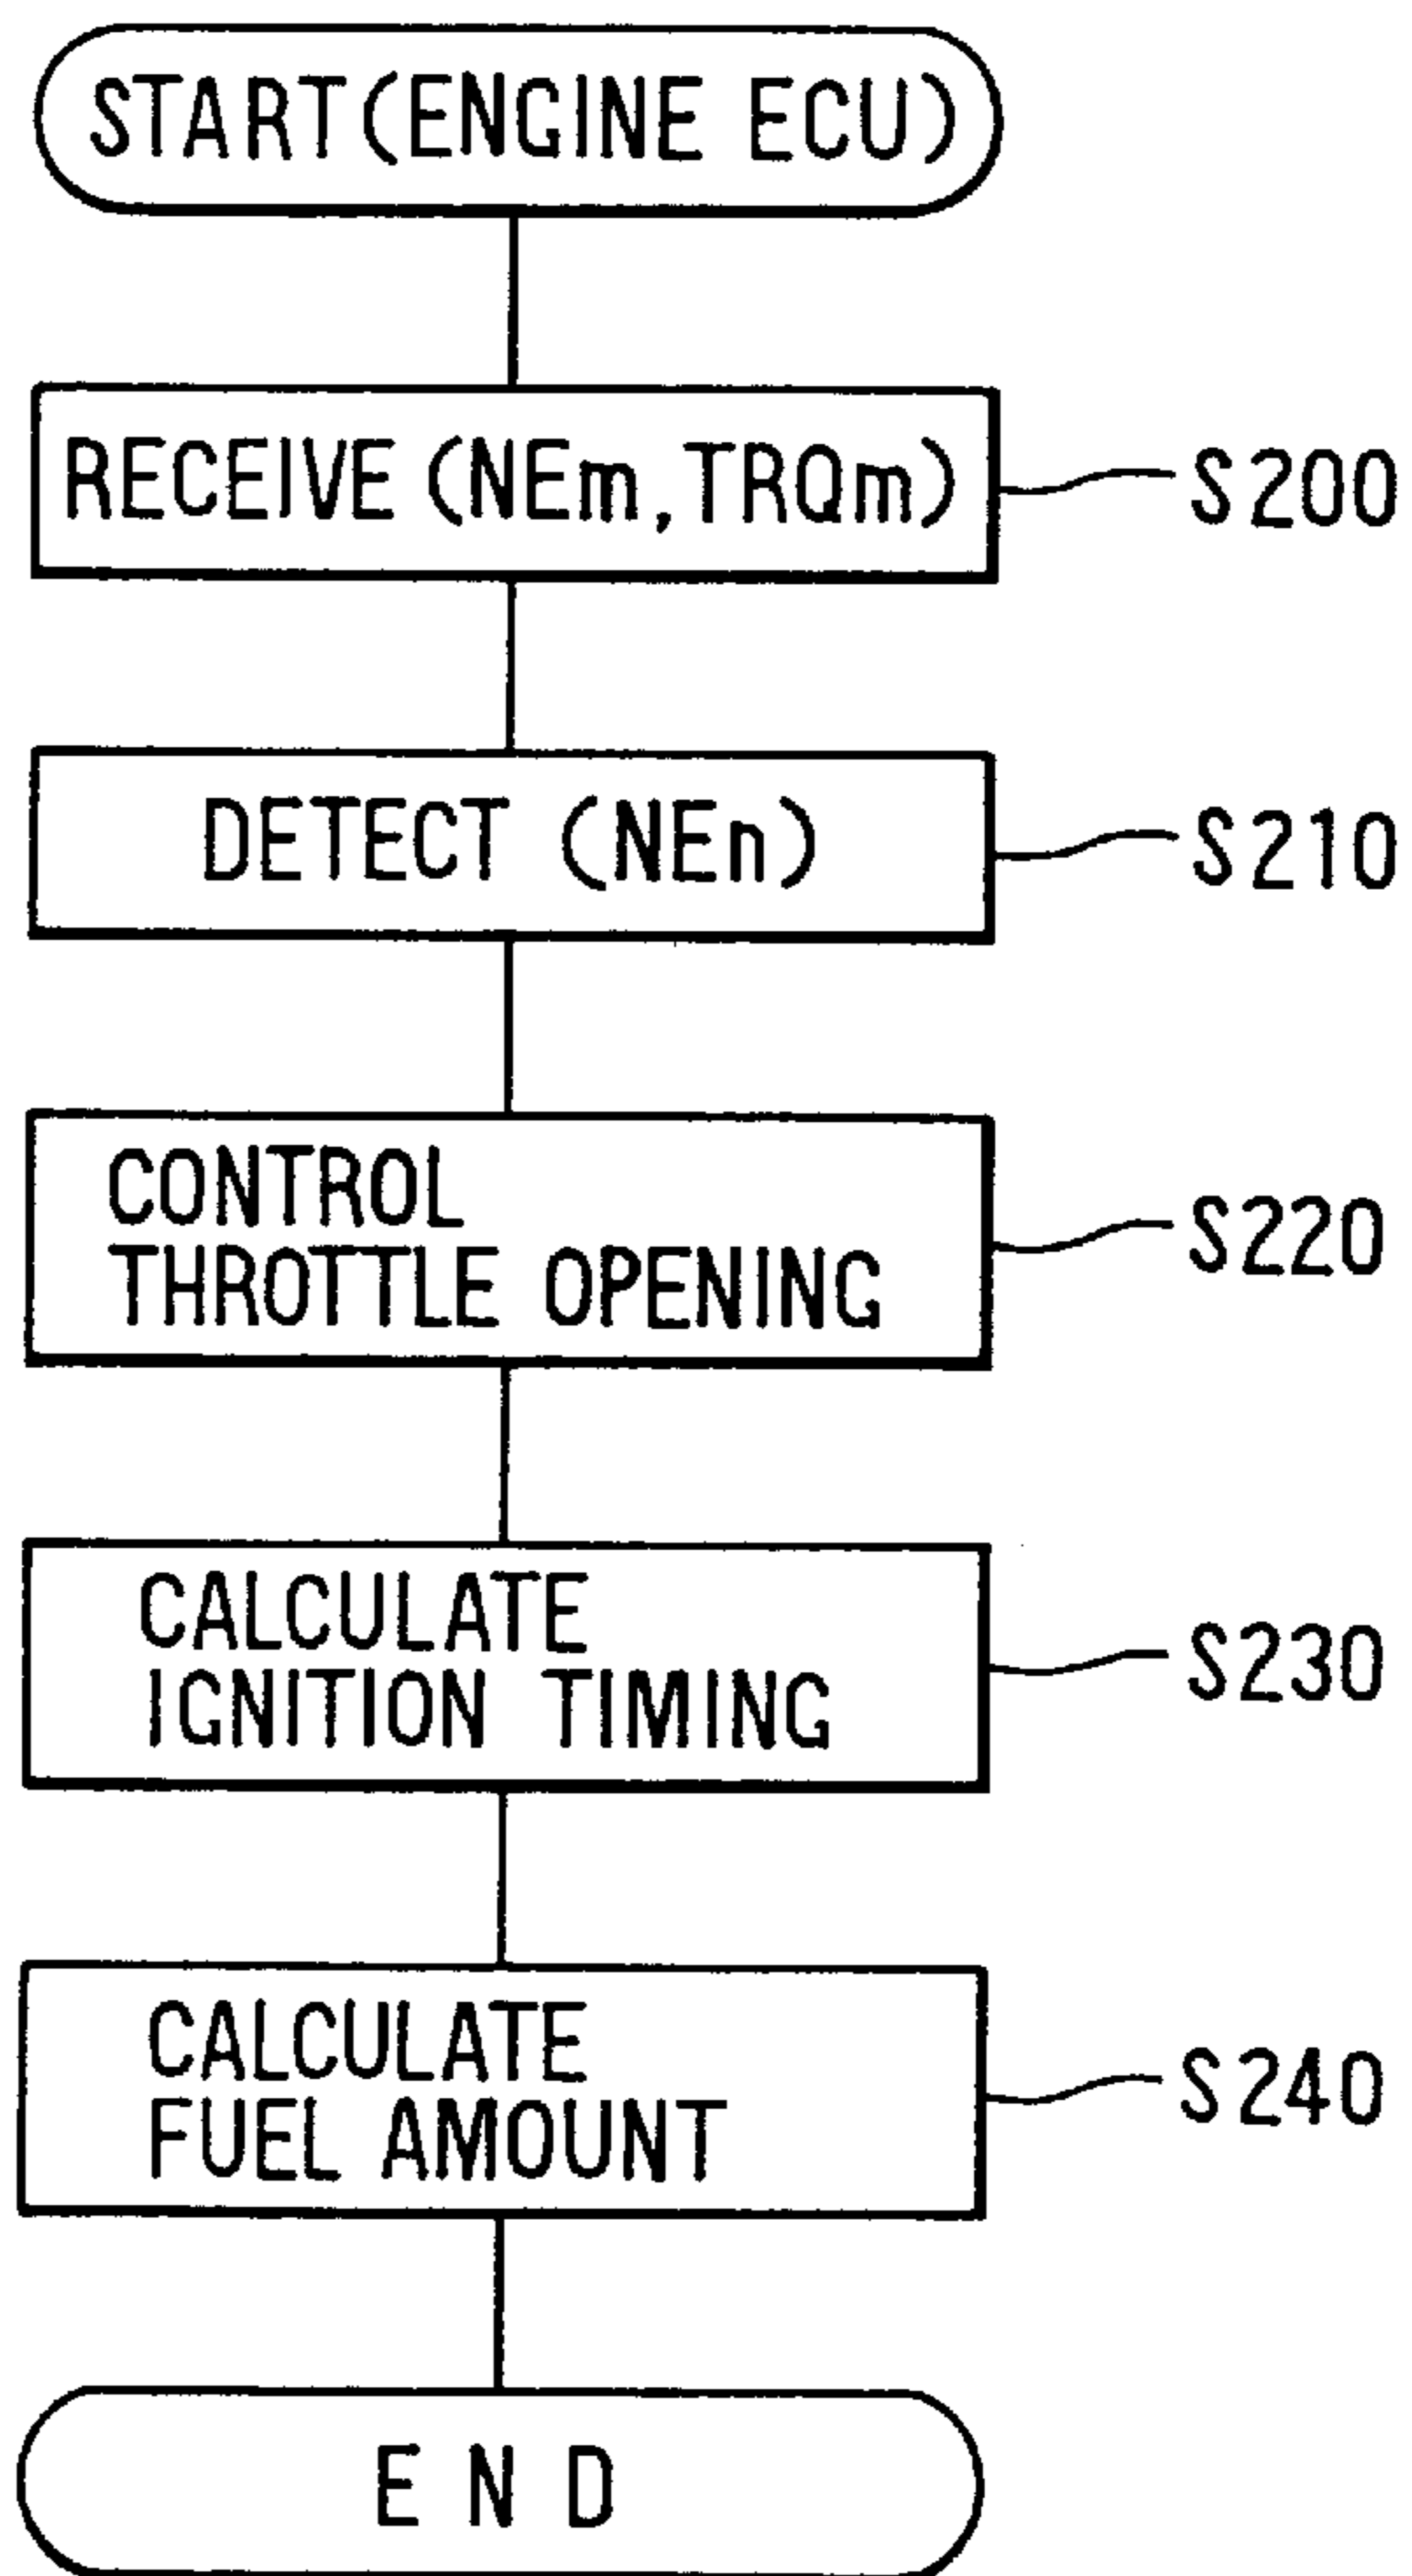 START(ENGINE ECU)
RECEIVE (NEm,TRQm)
S200
DETECT (NEn)
S210
CONTROL
THROTTLE OPENING
S220
CALCULATE
IGNITION TIMING
S230
CALCULATE
FUEL AMOUNT
S240
END